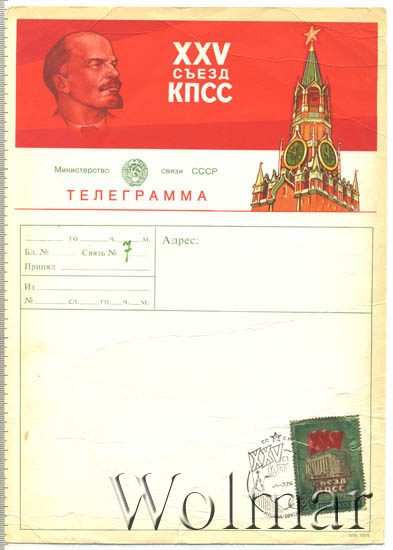 XXV
СЪЕЗД
КПСС
Министерство связи СССР
ТЕЛЕГРАММА
го ч. м.
Бл. № Связь № 7
Принял
Из
№ сл. го ч. м.
Адрес:
XXV
СЪЕЗД
КПСС
Wolmar